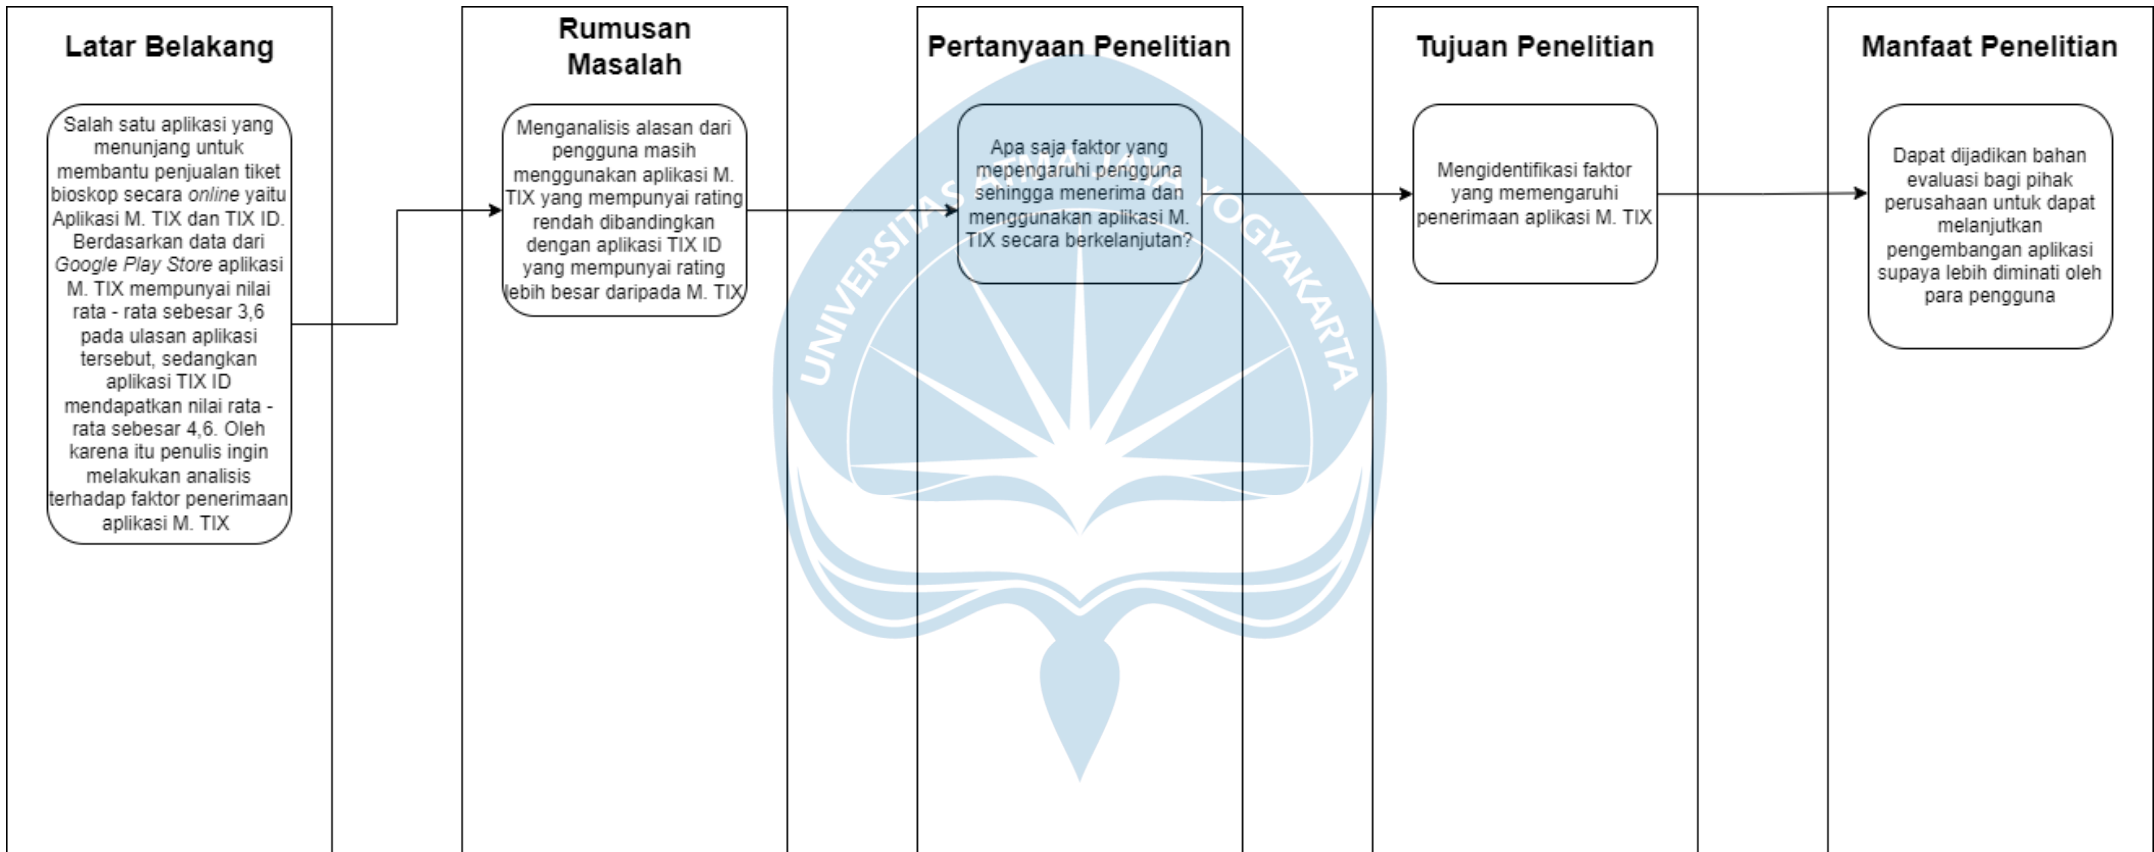 Latar Belakang
Salah satu aplikasi yang
menunjang untuk
membantu penjualan tiket
bioskop secara online yaitu
Aplikasi M. TIX dan TIX ID.
Berdasarkan data dari
Google Play Store aplikasi
M. TIX mempunyai nilai
rata - rata sebesar 3,6
pada ulasan aplikasi
tersebut, sedangkan
aplikasi TIX ID
mendapatkan nilai rata -
rata sebesar 4,6. Oleh
karena itu penulis ingin
melakukan analisis
terhadap faktor penerimaan
aplikasi M. TIX
Rumusan
Masalah
Menganalisis alasan dari
pengguna masih
menggunakan aplikasi M.
TIX yang mempunyai rating
rendah dibandingkan
dengan aplikasi TIX ID
yang mempunyai rating
lebih besar daripada M. TIX
Pertanyaan Penelitian
Apa saja faktor yang
mepengaruhi pengguna
sehingga menerima dan
menggunakan aplikasi M.
TIX secara berkelanjutan?
Tujuan Penelitian
Mengidentifikasi faktor
yang memengaruhi
penerimaan aplikasi M. TIX
Manfaat Penelitian
Dapat dijadikan bahan
evaluasi bagi pihak
perusahaan untuk dapat
melanjutkan
pengembangan aplikasi
supaya lebih diminati oleh
para pengguna
UNIVERSITAS ATMA JAYA YOGYAKARTA